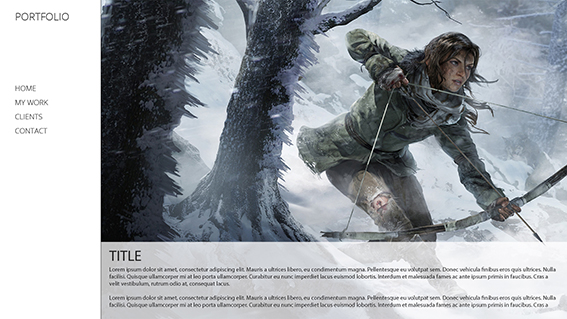 PORTFOLIO
HOME
MY WORK
CLIENTS
CONTACT
TITLE
Lorem ipsum dolor sit amet, consectetur adipiscing elit. Mauris a ultrices libero, eu condimentum magna. Pellentesque eu volutpat sem. Donec vehicula finibus eros quis ultrices. Nulla
facilisi. Quisque ullamcorper mi at leo porta ullamcorper. Curabitur eu nunc imperdiet lacus euismod lobortis. Interdum et malesuada fames ac ante ipsum primis in faucibus. Cras a
velit vestibulum, rutrum odio at, consequat lacus.
Lorem ipsum dolor sit amet, consectetur adipiscing elit. Mauris a ultrices libero, eu condimentum magna. Pellentesque eu volutpat sem. Donec vehicula finibus eros quis ultrices. Nulla
facilisi. Quisque ullamcorper mi at leo porta ullamcorper. Curabitur eu nunc imperdiet lacus euismod lobortis. Interdum et malesuada fames ac ante ipsum primis in faucibus. Cras a